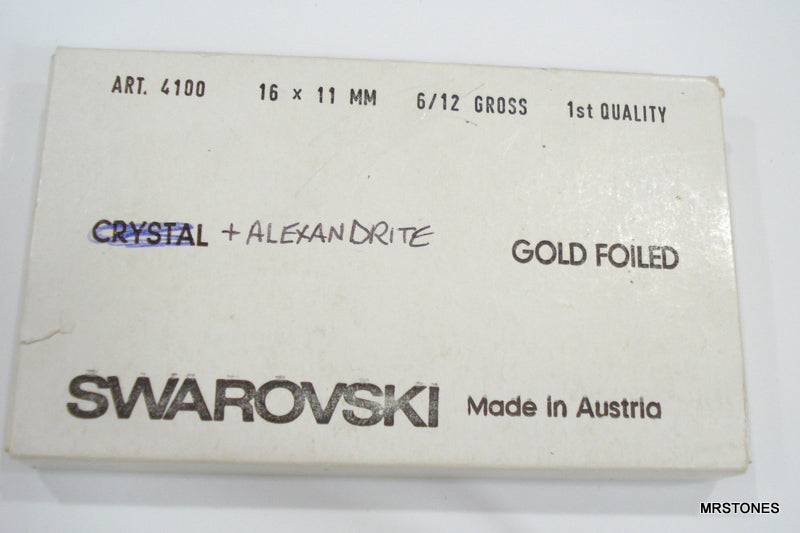 ART. 4100 16 x 11 MM 6/12 GROSS 1st QUALITY
CRYSTAL + ALEXANDRITE GOLD FOILED
SWAROVSKI Made in Austria
MRSTONES